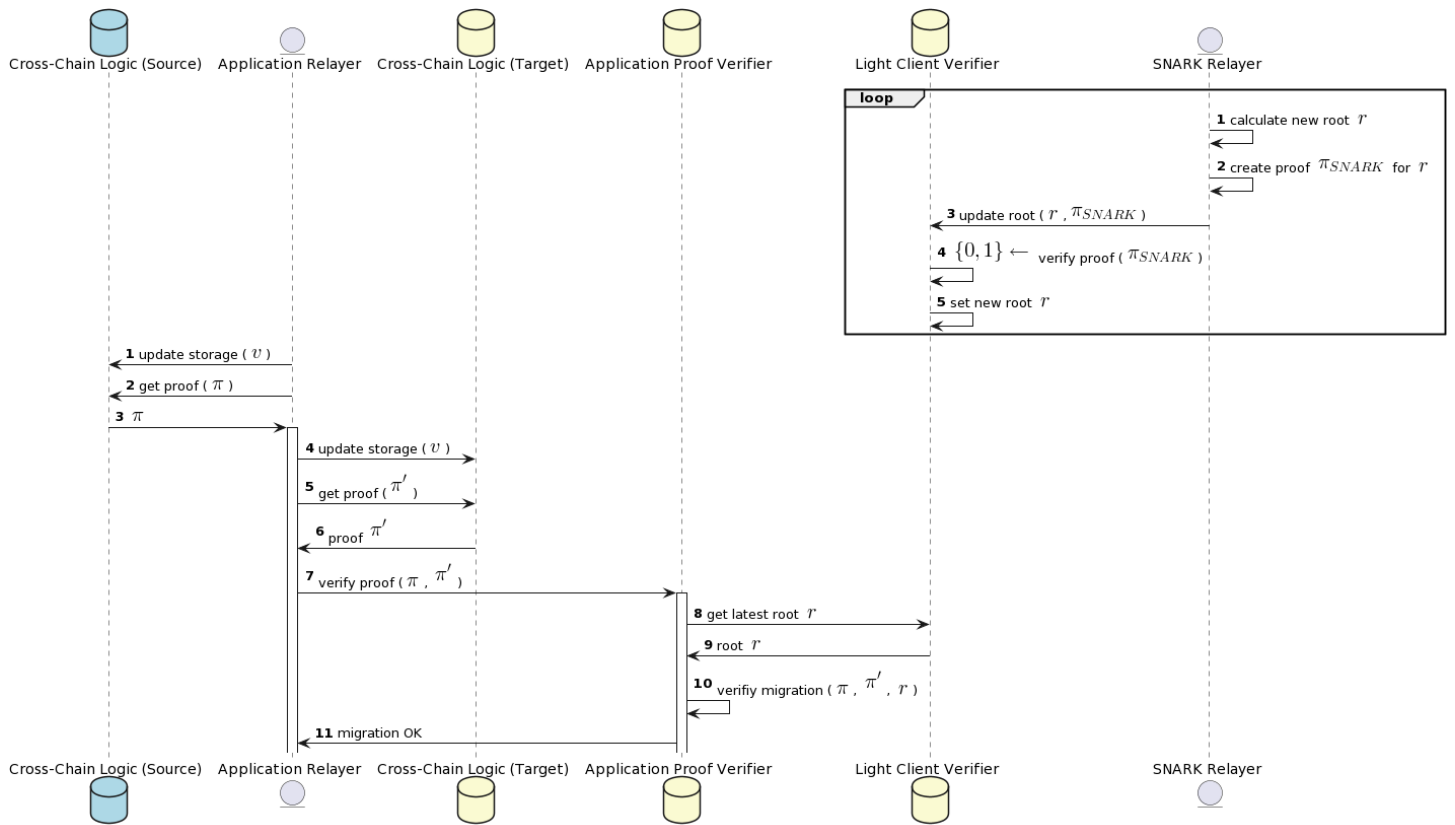 Cross-Chain Logic (Source) Application Relayer Cross-Chain Logic (Target) Application Proof Verifier Light Client Verifier SNARK Relayer
loop
1 calculate new root r
2 create proof π_SNARK for r
3 update root ( r , π_SNARK )
4 {0, 1} ← verify proof ( π_SNARK )
5 set new root r
1 update storage ( v )
2 get proof ( π )
3 π
4 update storage ( v )
5 get proof ( π′ )
6 proof π′
7 verify proof ( π , π′ )
8 get latest root r
9 root r
10 verifiy migration ( π , π′ , r )
11 migration OK
Cross-Chain Logic (Source) Application Relayer Cross-Chain Logic (Target) Application Proof Verifier Light Client Verifier SNARK Relayer